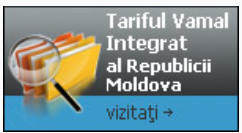 Tariful Vamal
Integrat
al Republicii
Moldova
vizitaţi →